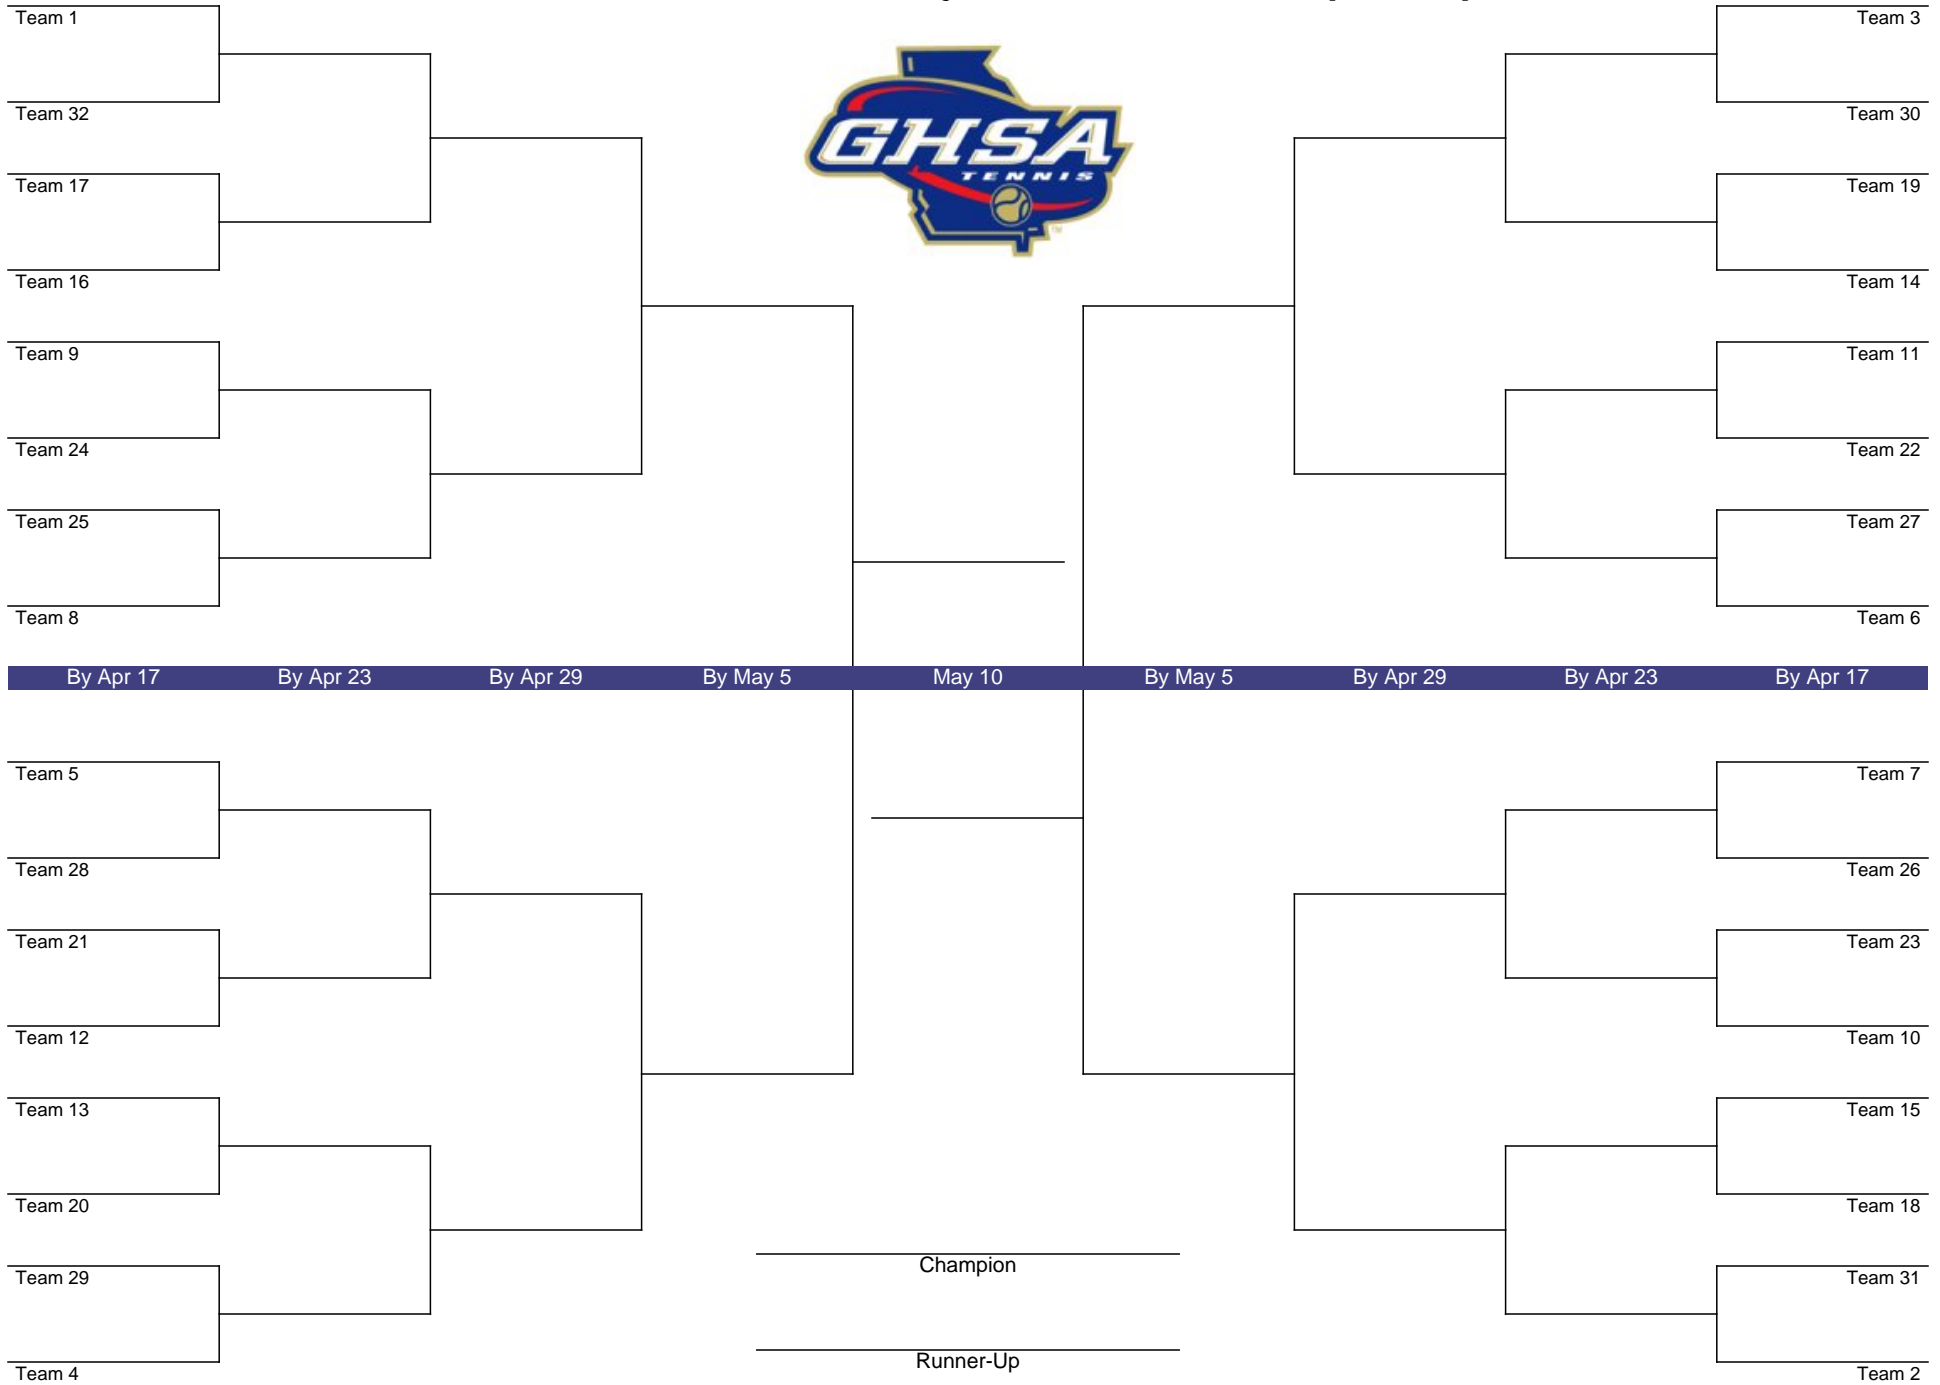 Team 1
Team 32
Team 17
Team 16
Team 9
Team 24
Team 25
Team 8
GHSA
TENNIS
TM
Team 3
Team 30
Team 19
Team 14
Team 11
Team 22
Team 27
Team 6
By Apr 17 By Apr 23 By Apr 29 By May 5 May 10 By May 5 By Apr 29 By Apr 23 By Apr 17
Team 5
Team 28
Team 21
Team 12
Team 13
Team 20
Team 29
Team 4
Champion
Runner-Up
Team 7
Team 26
Team 23
Team 10
Team 15
Team 18
Team 31
Team 2